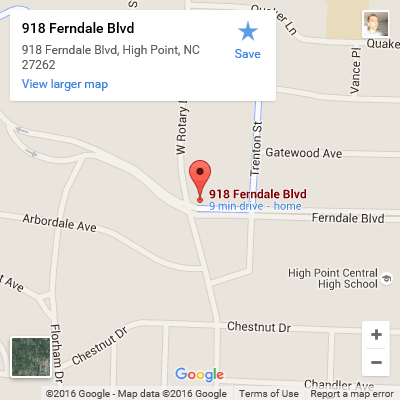 918 Ferndale Blvd
918 Ferndale Blvd, High Point, NC
27262
View larger map
Save
Quaker Ln
Quake
Vance Pl
S
W Rotary
Trenton St
Gatewood Ave
918 Ferndale Blvd
9 min drive - home
Ferndale Blvd
Arbordale Ave
High Point Central
High School
t Ave
Florham Dr
Chestnut Dr
Chestnut Dr
Chandler Ave
+
−
Google
©2016 Google - Map data ©2016 Google
Terms of Use
Report a map error